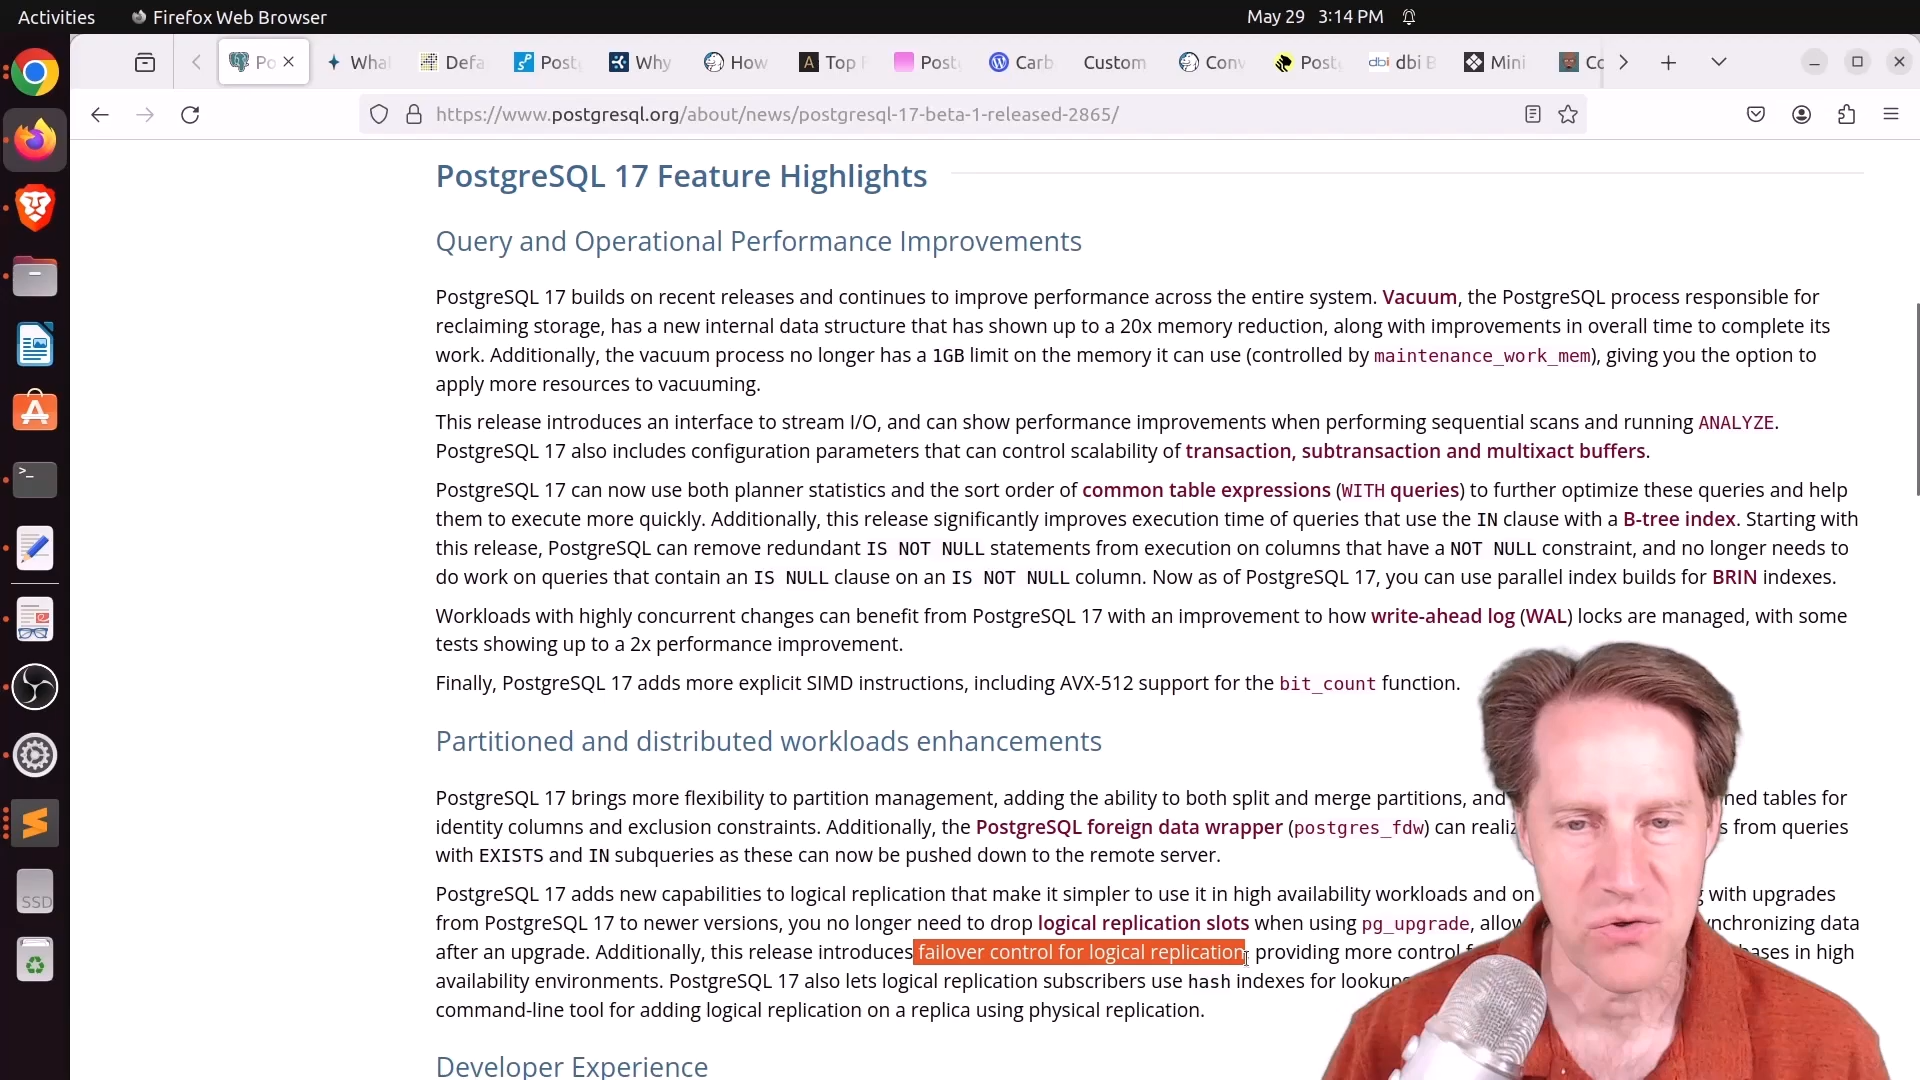 Activities
Firefox Web Browser
May 29 3:14 PM
Po
Wha
Defa
Post
Why
How
Top
Post
Carb
Custom
Conv
Post
dbi dbi B
Mini
Co
https://www.postgresql.org/about/news/postgresql-17-beta-1-released-2865/
PostgreSQL 17 Feature Highlights
Query and Operational Performance Improvements
PostgreSQL 17 builds on recent releases and continues to improve performance across the entire system. Vacuum, the PostgreSQL process responsible for
reclaiming storage, has a new internal data structure that has shown up to a 20x memory reduction, along with improvements in overall time to complete its
work. Additionally, the vacuum process no longer has a 1GB limit on the memory it can use (controlled by maintenance_work_mem), giving you the option to
apply more resources to vacuuming.
This release introduces an interface to stream I/O, and can show performance improvements when performing sequential scans and running ANALYZE.
PostgreSQL 17 also includes configuration parameters that can control scalability of transaction, subtransaction and multixact buffers.
PostgreSQL 17 can now use both planner statistics and the sort order of common table expressions (WITH queries) to further optimize these queries and help
them to execute more quickly. Additionally, this release significantly improves execution time of queries that use the IN clause with a B-tree index. Starting with
this release, PostgreSQL can remove redundant IS NOT NULL statements from execution on columns that have a NOT NULL constraint, and no longer needs to
do work on queries that contain an IS NULL clause on an IS NOT NULL column. Now as of PostgreSQL 17, you can use parallel index builds for BRIN indexes.
Workloads with highly concurrent changes can benefit from PostgreSQL 17 with an improvement to how write-ahead log (WAL) locks are managed, with some
tests showing up to a 2x performance improvement.
Finally, PostgreSQL 17 adds more explicit SIMD instructions, including AVX-512 support for the bit_count function.
Partitioned and distributed workloads enhancements
PostgreSQL 17 brings more flexibility to partition management, adding the ability to both split and merge partitions, and ned tables for
identity columns and exclusion constraints. Additionally, the PostgreSQL foreign data wrapper (postgres_fdw) can realiz s from queries
with EXISTS and IN subqueries as these can now be pushed down to the remote server.
PostgreSQL 17 adds new capabilities to logical replication that make it simpler to use it in high availability workloads and on g with upgrades
from PostgreSQL 17 to newer versions, you no longer need to drop logical replication slots when using pg_upgrade, allow ynchronizing data
after an upgrade. Additionally, this release introduces failover control for logical replication, providing more control f ases in high
availability environments. PostgreSQL 17 also lets logical replication subscribers use hash indexes for lookups
command-line tool for adding logical replication on a replica using physical replication.
Developer Experience
SSD